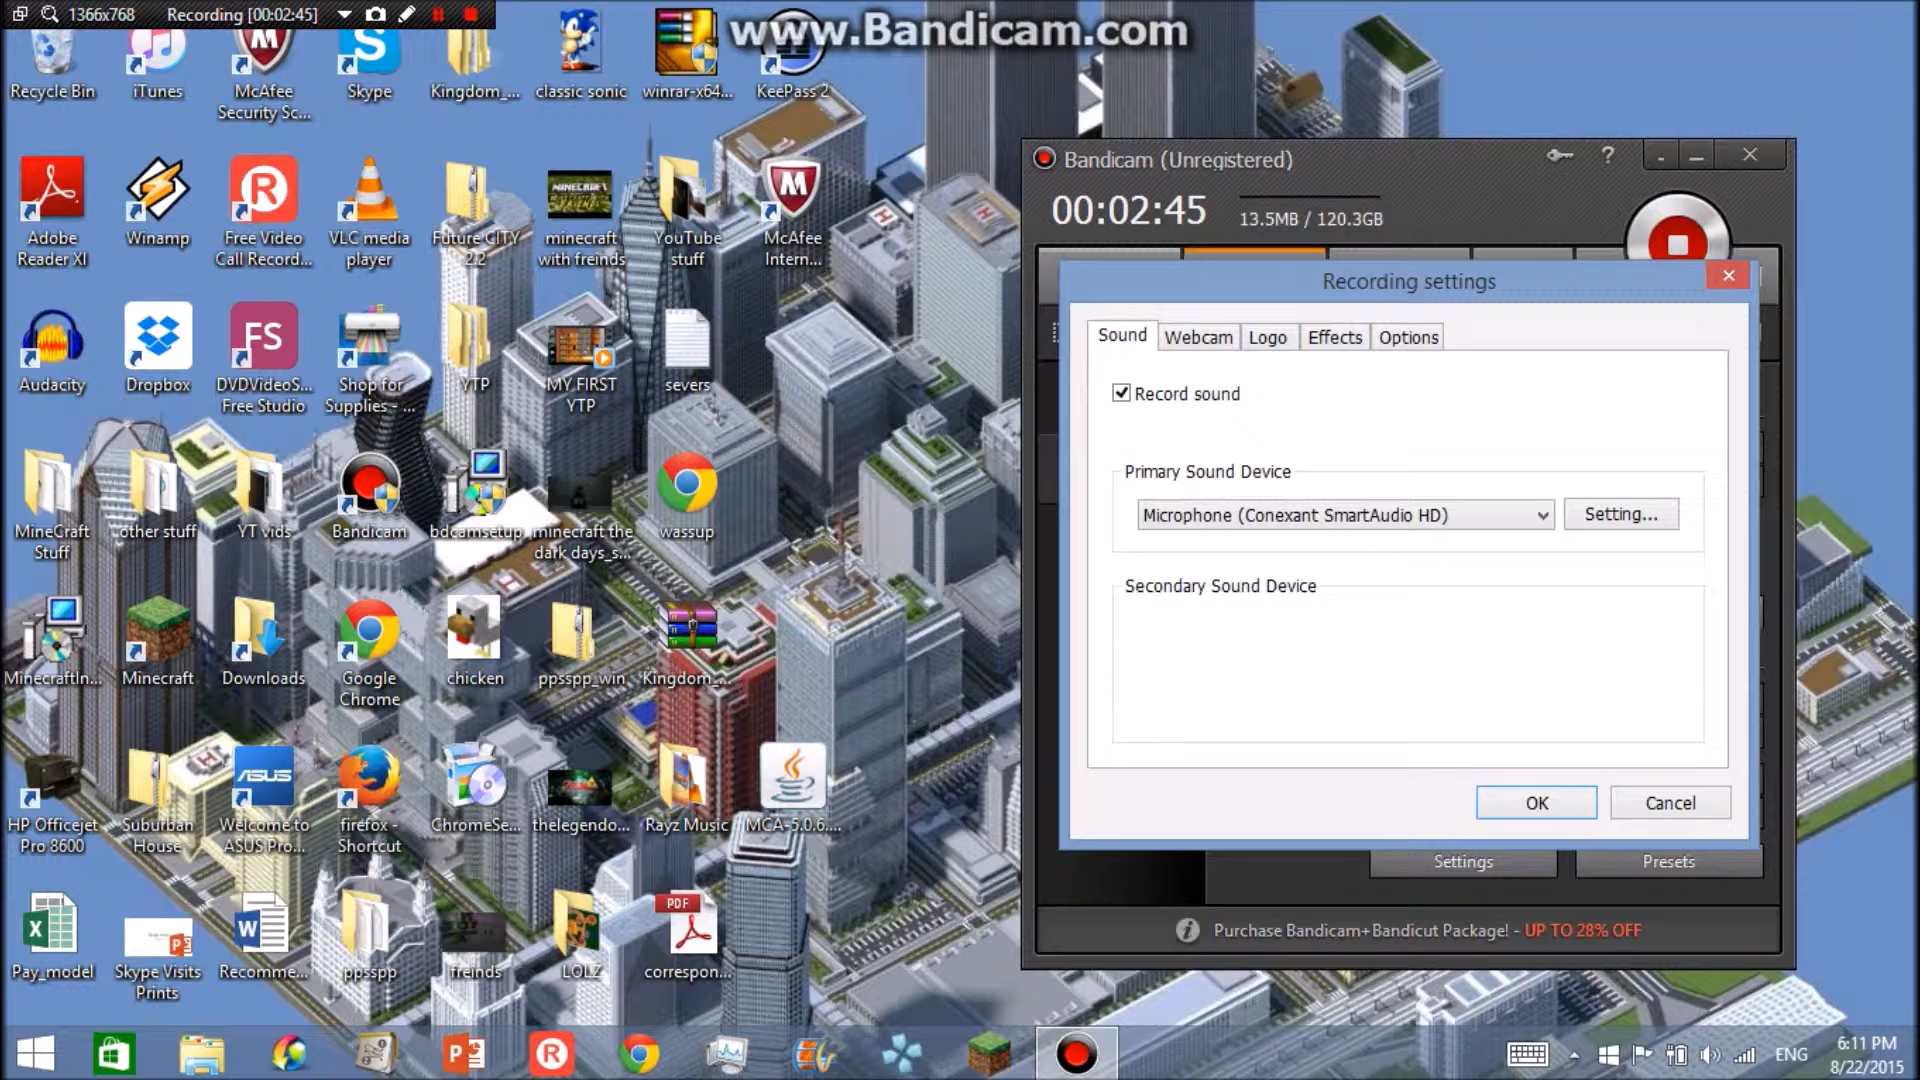 1366x768 Recording [00:02:45]
www.Bandicam.com
Recycle Bin
iTunes
McAfee
Security Sc...
Skype
Kingdom_...
classic sonic
winrar-x64...
KeePass 2
Adobe
Reader XI
Winamp
Free Video
Call Record...
VLC media
player
Future CITY
2.2
minecraft
with freinds
YouTube
stuff
McAfee
Intern...
Audacity
Dropbox
DVDVideoS...
Free Studio
Shop for
Supplies - ...
YTP
MY FIRST
YTP
severs
MineCraft
Stuff
other stuff
YT vids
Bandicam
bdcamsetup
minecraft the
dark days_s...
wassup
MinecraftIn...
Minecraft
Downloads
Google
Chrome
chicken
ppsspp_win
Kingdom_...
HP Officejet
Pro 8600
Suburban
House
Welcome to
ASUS Pro...
firefox -
Shortcut
ChromeSe...
thelegendo...
Rayz Music
MCA-5.0.6....
Pay_model
Skype Visits
Prints
Recomme...
ppsspp
freinds
LOLZ
correspon...
PDF
FS
ASUS
Bandicam (Unregistered)
00:02:45 13.5MB / 120.3GB
Recording settings
Sound Webcam Logo Effects Options
Record sound
Primary Sound Device
Microphone (Conexant SmartAudio HD) Setting...
Secondary Sound Device
OK Cancel
Settings Presets
Purchase Bandicam+Bandicut Package! - UP TO 28% OFF
ENG
6:11 PM
8/22/2015